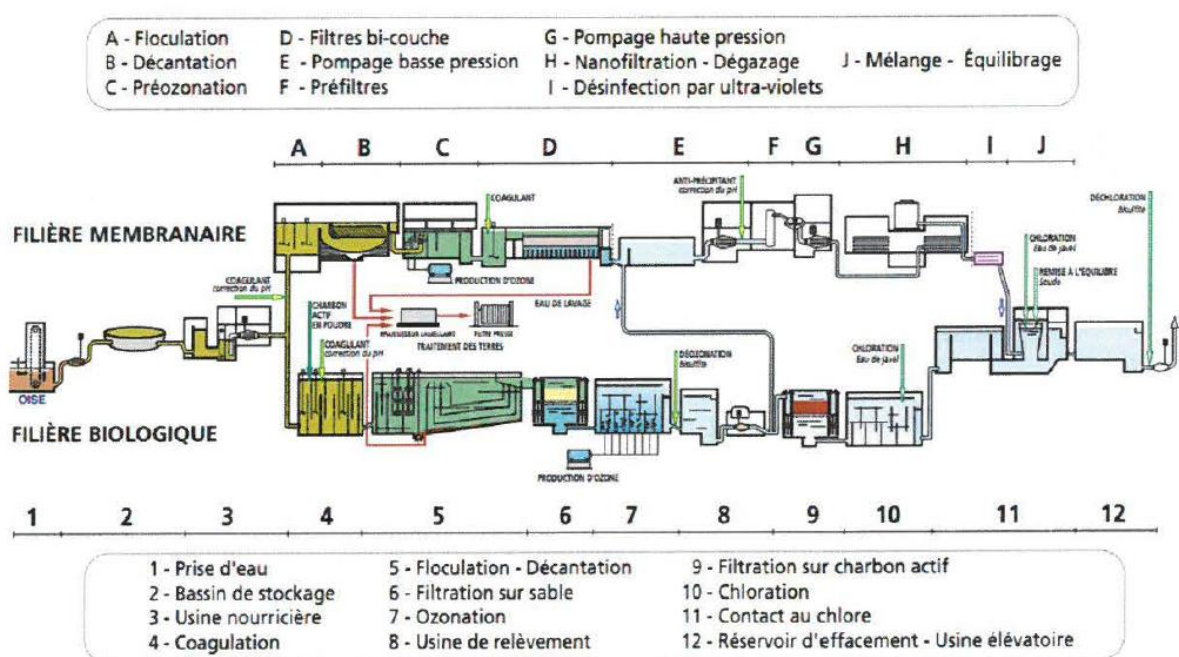 A - Floculation
B - Décantation
C - Préozonation
D - Filtres bi-couche
E - Pompage basse pression
F - Préfiltres
G - Pompage haute pression
H - Nanofiltration - Dégazage
I - Désinfection par ultra-violets
J - Mélange - Équilibrage
A B C D E F G H I J
FILIÈRE MEMBRANAIRE
COAGULANT
ANTI-PRÉCIPITANT
correction du pH
DÉCHLORATION
Bisulfite
PRODUCTION D'OZONE
EAU DE LAVAGE
CHLORATION
Eau de javel
REMISE À L'ÉQUILIBRE
Soude
COAGULANT
correction du pH
CHARBON
ACTIF
EN POUDRE
FILTRE PRESSE
TRAITEMENT DES TERRES
COAGULANT
correction du pH
DÉOZONATION
Bisulfite
CHLORATION
Eau de javel
OISE
FILIÈRE BIOLOGIQUE
PRODUCTION D'OZONE
1 2 3 4 5 6 7 8 9 10 11 12
1 - Prise d'eau
2 - Bassin de stockage
3 - Usine nourricière
4 - Coagulation
5 - Floculation - Décantation
6 - Filtration sur sable
7 - Ozonation
8 - Usine de relèvement
9 - Filtration sur charbon actif
10 - Chloration
11 - Contact au chlore
12 - Réservoir d'effacement - Usine élévatoire